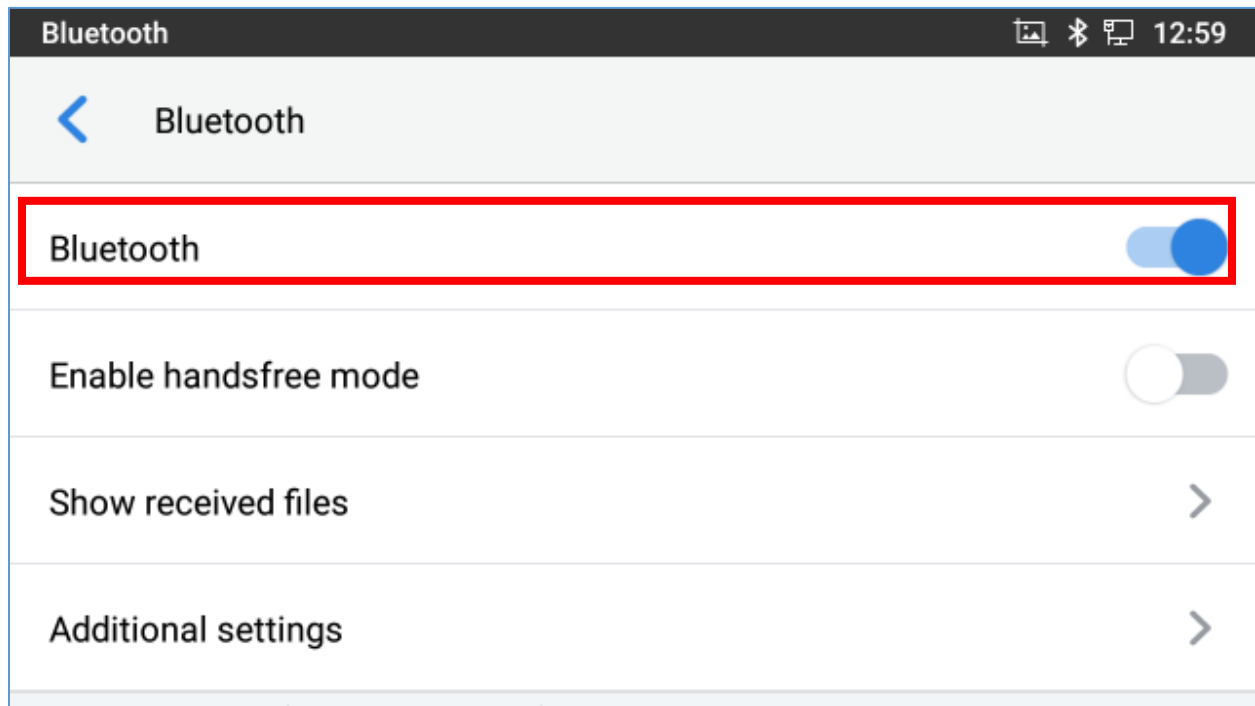 Bluetooth 12:59
Bluetooth
Bluetooth
Enable handsfree mode
Show received files
Additional settings